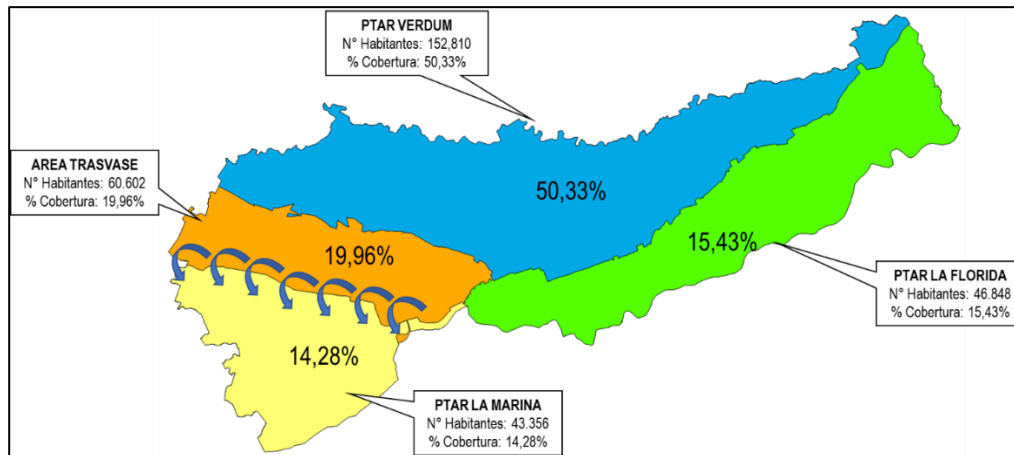 PTAR VERDUM
N° Habitantes: 152,810
% Cobertura: 50,33%
AREA TRASVASE
N° Habitantes: 60.602
% Cobertura: 19,96%
50,33%
19,96%
15,43%
PTAR LA FLORIDA
N° Habitantes: 46.848
% Cobertura: 15,43%
14,28%
PTAR LA MARINA
N° Habitantes: 43.356
% Cobertura: 14,28%